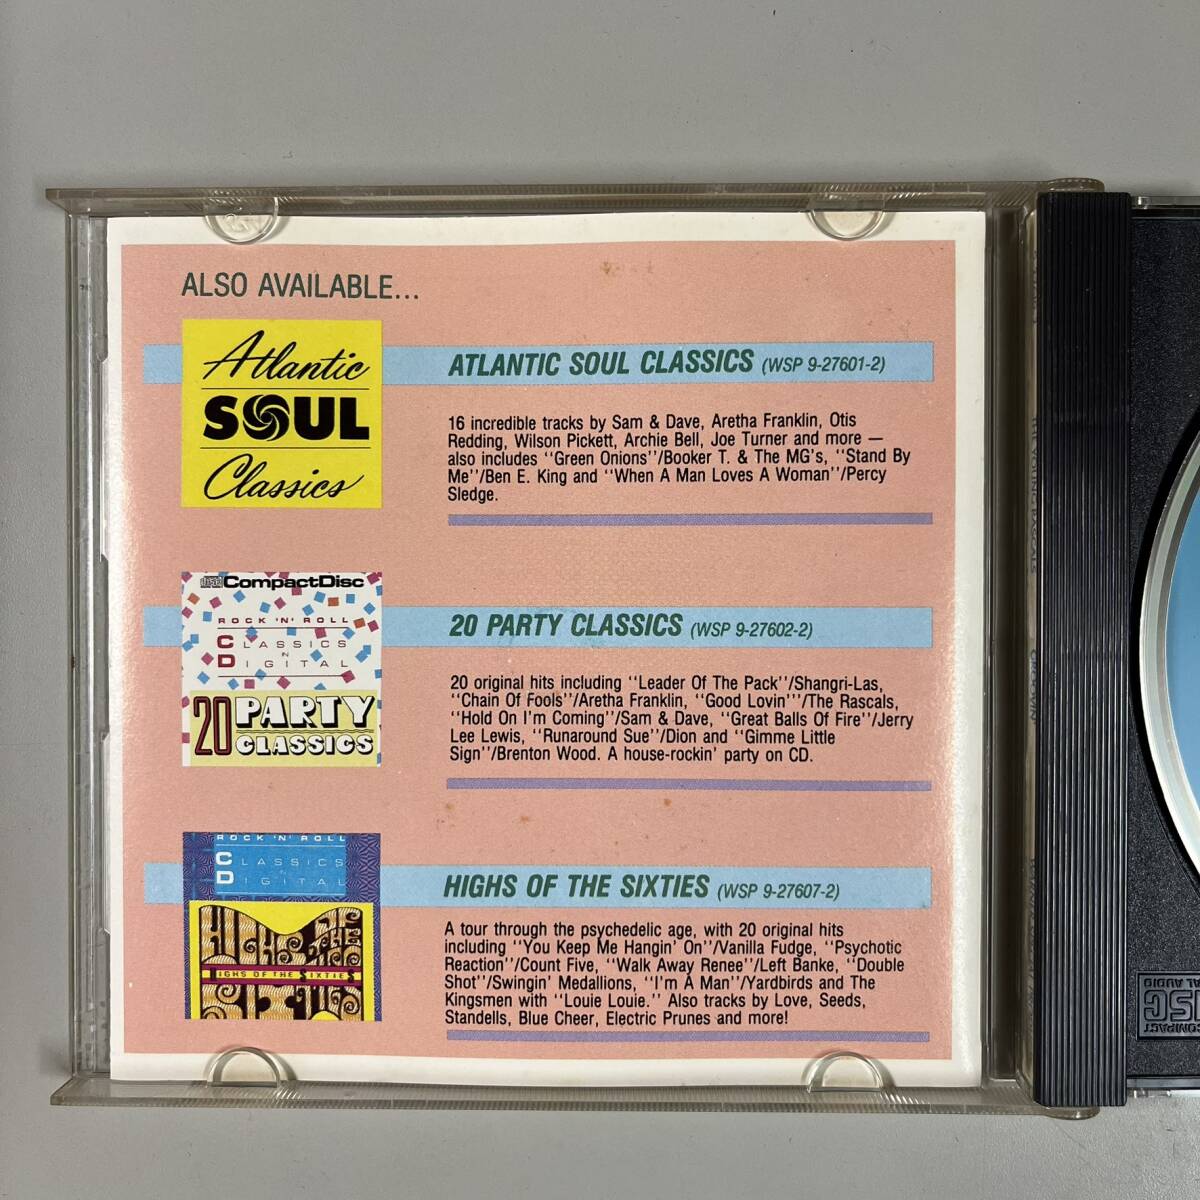 ALSO AVAILABLE...
Atlantic
SOUL
Classics
ATLANTIC SOUL CLASSICS (WSP 9-27601-2)
16 incredible tracks by Sam & Dave, Aretha Franklin, Otis
Redding, Wilson Pickett, Archie Bell, Joe Turner and more —
also includes "Green Onions"/Booker T. & The MG's, "Stand By
Me"/Ben E. King and "When A Man Loves A Woman"/Percy
Sledge.
CompactDisc
ROCK 'N' ROLL
CLASSICS
N
DIGITAL
20 PARTY
CLASSICS
20 PARTY CLASSICS (WSP 9-27602-2)
20 original hits including "Leader Of The Pack"/Shangri-Las,
"Chain Of Fools"/Aretha Franklin, "Good Lovin'"/The Rascals,
"Hold On I'm Coming"/Sam & Dave, "Great Balls Of Fire"/Jerry
Lee Lewis, "Runaround Sue"/Dion and "Gimme Little
Sign"/Brenton Wood. A house-rockin' party on CD.
ROCK 'N' ROLL
CLASSICS
N
DIGITAL
HIGHS OF THE SIXTIES
HIGHS OF THE SIXTIES (WSP 9-27607-2)
A tour through the psychedelic age, with 20 original hits
including "You Keep Me Hangin' On"/Vanilla Fudge, "Psychotic
Reaction"/Count Five, "Walk Away Renee"/Left Banke, "Double
Shot"/Swingin' Medallions, "I'm A Man"/Yardbirds and The
Kingsmen with "Louie Louie." Also tracks by Love, Seeds,
Standells, Blue Cheer, Electric Prunes and more!